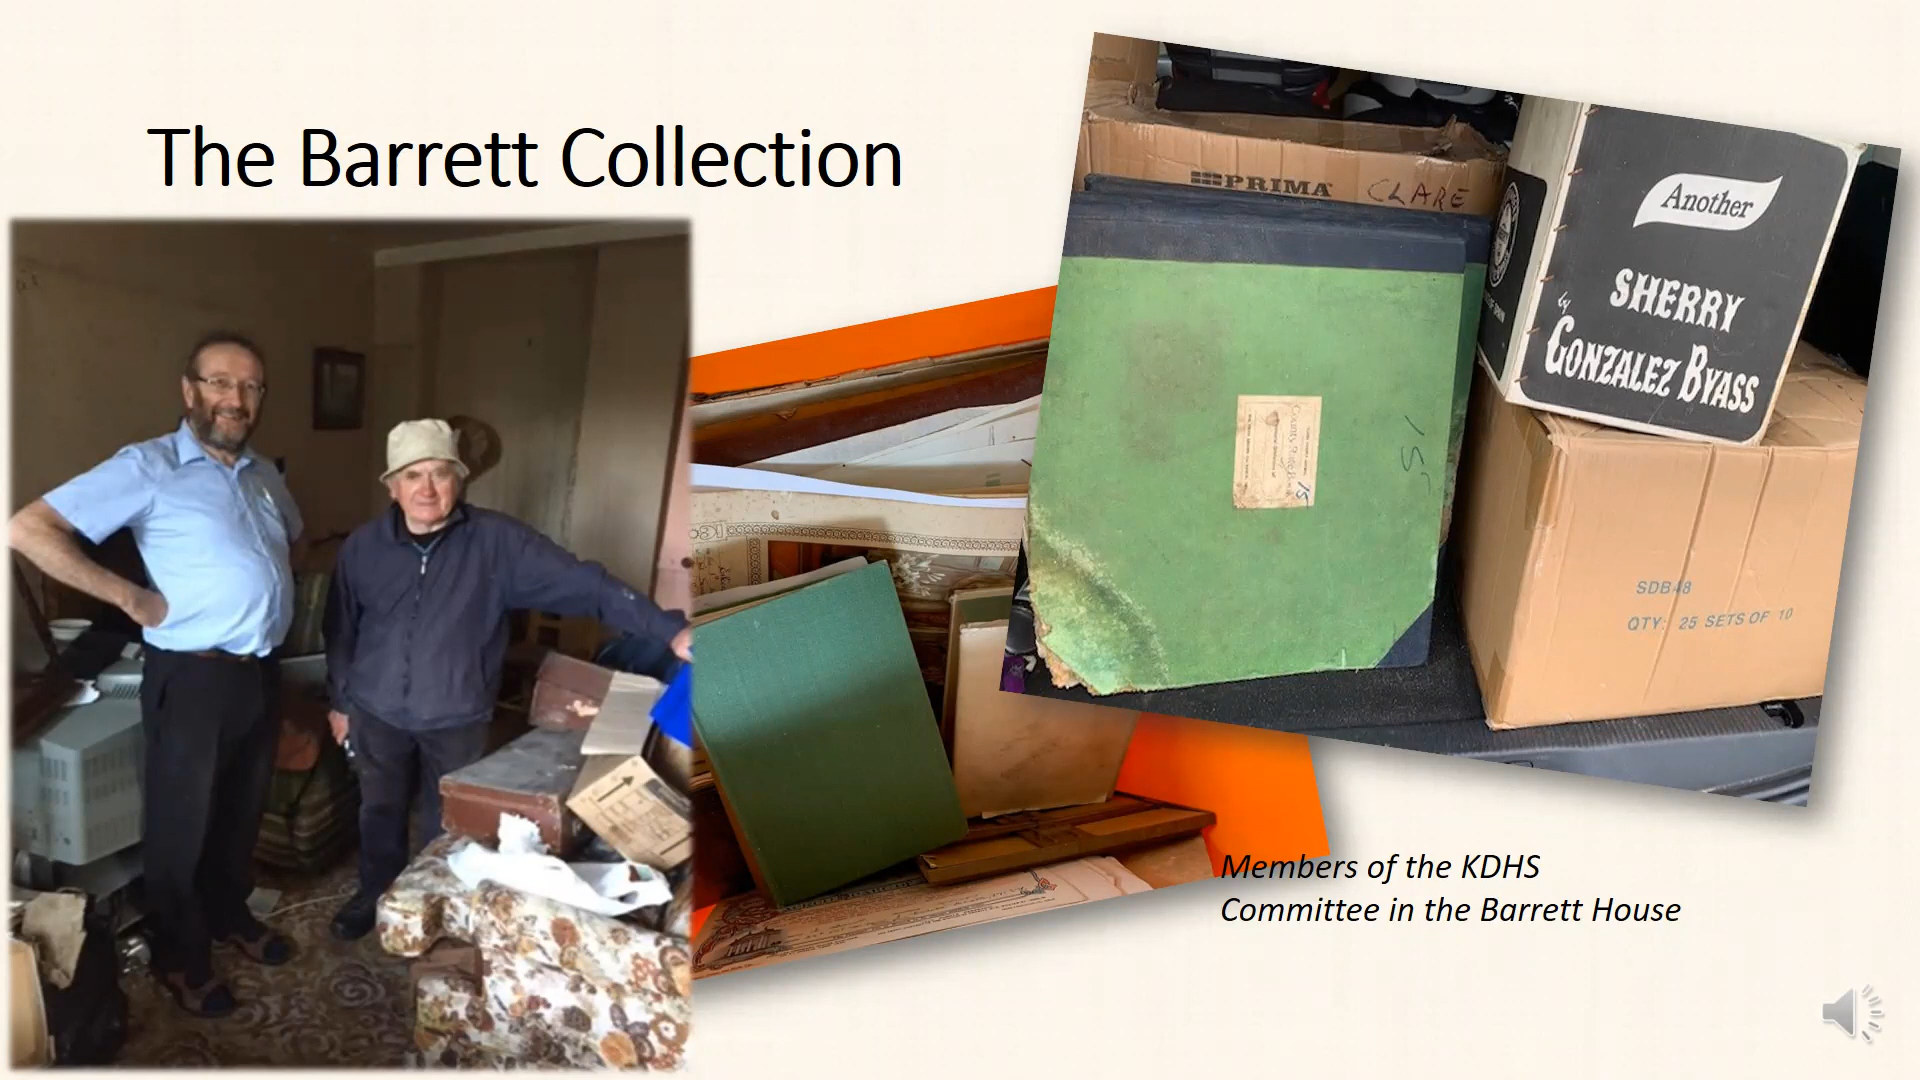 The Barrett Collection
PRIMA
CLARE
Another
SHERRY
by
GONZALEZ BYASS
15
SDB48
QTY: 25 SETS OF 10
Members of the KDHS
Committee in the Barrett House